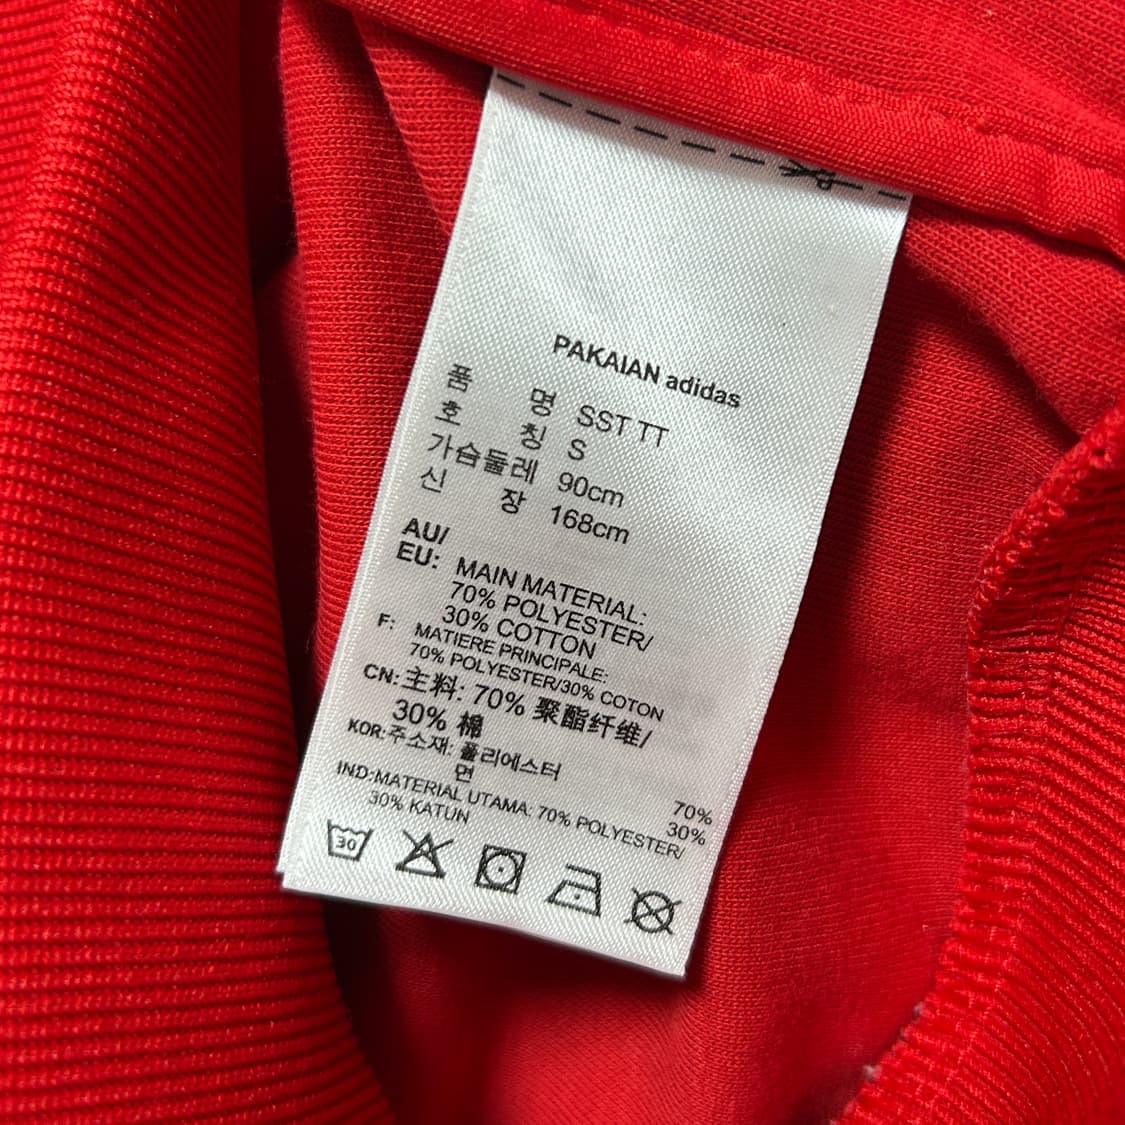 PAKAIAN adidas
품 명 SST TT
호 칭 S
가슴둘레 90cm
신 장 168cm
AU/
EU: MAIN MATERIAL:
70% POLYESTER/
30% COTTON
F: MATIERE PRINCIPALE:
70% POLYESTER/30% COTON
CN:主料: 70% 聚酯纤维/
30% 棉
KOR:주소재: 폴리에스터 70%
면 30%
IND:MATERIAL UTAMA: 70% POLYESTER/
30% KATUN
30